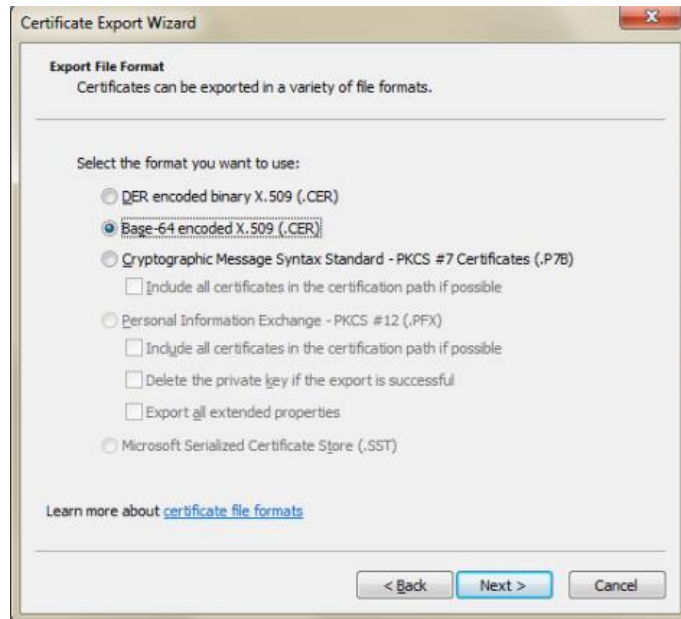 Certificate Export Wizard
Export File Format
Certificates can be exported in a variety of file formats.
Select the format you want to use:
DER encoded binary X.509 (.CER)
Base-64 encoded X.509 (.CER)
Cryptographic Message Syntax Standard - PKCS #7 Certificates (.P7B)
Include all certificates in the certification path if possible
Personal Information Exchange - PKCS #12 (.PFX)
Include all certificates in the certification path if possible
Delete the private key if the export is successful
Export all extended properties
Microsoft Serialized Certificate Store (.SST)
Learn more about certificate file formats
< Back Next > Cancel